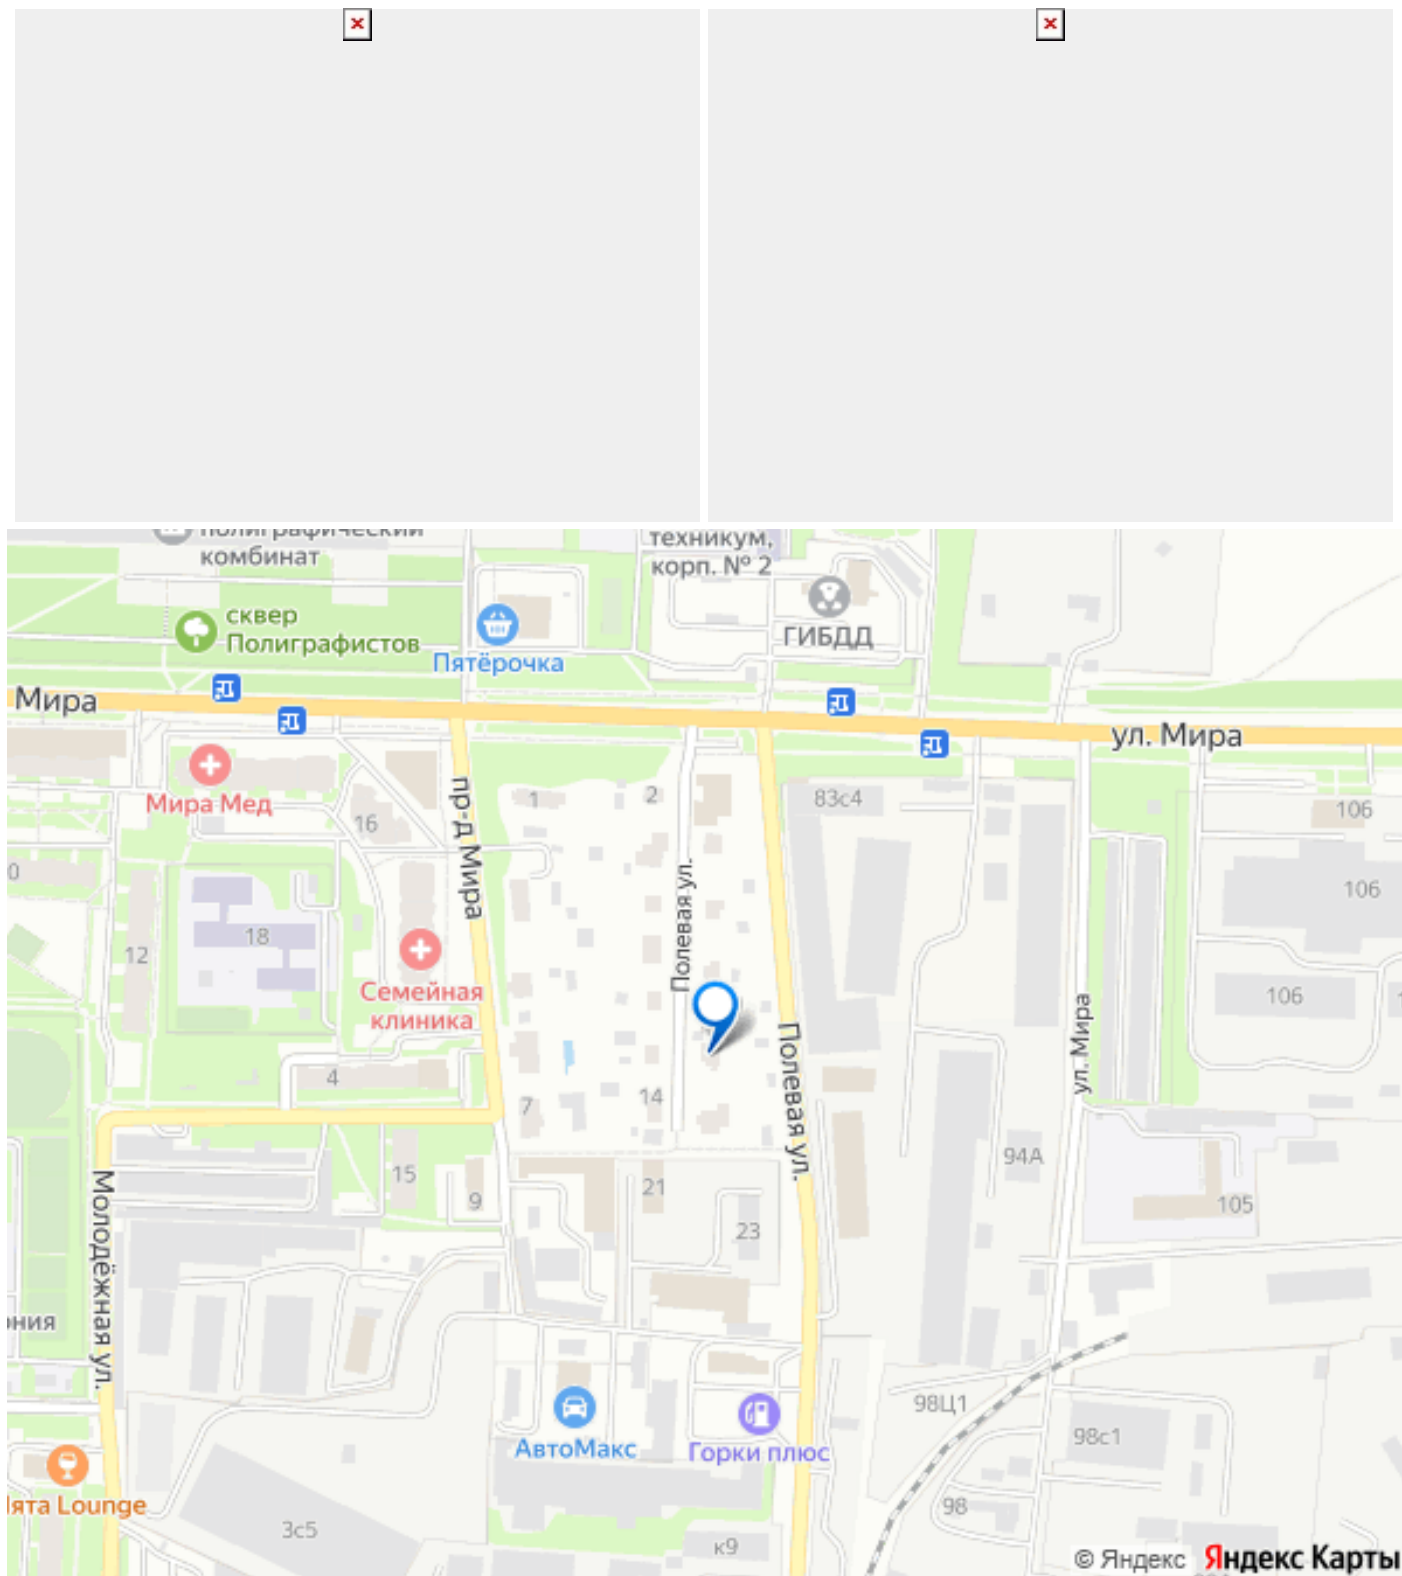 полиграфический
комбинат
техникум,
корп. № 2
сквер
Полиграфистов
Пятёрочка
ГИБДД
Мира
ул. Мира
Мира Мед
пр-д Мира
16
1
2
83с4
106
106
0
18
12
Полевая ул.
Семейная
клиника
106
4
7
14
Полевая ул.
ул. Мира
94А
15
9
21
23
105
Молодёжная ул.
ния
98Ц1
98с1
АвтоМакс
Горки плюс
98
ята Lounge
3с5
к9
© Яндекс Яндекс Карты